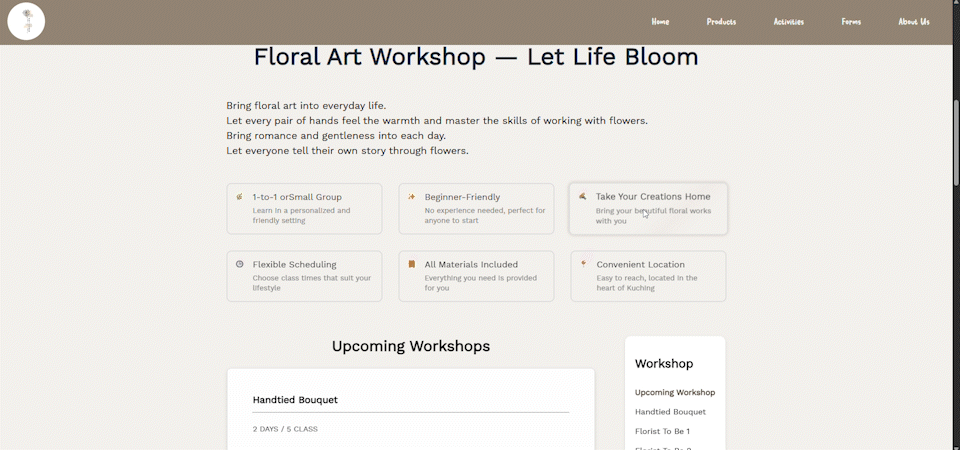 Home Products Activities Forms About Us
Floral Art Workshop — Let Life Bloom
Bring floral art into everyday life.
Let every pair of hands feel the warmth and master the skills of working with flowers.
Bring romance and gentleness into each day.
Let everyone tell their own story through flowers.
1-to-1 orSmall Group
Learn in a personalized and
friendly setting
Beginner-Friendly
No experience needed, perfect for
anyone to start
Take Your Creations Home
Bring your beautiful floral works
with you
Flexible Scheduling
Choose class times that suit your
lifestyle
All Materials Included
Everything you need is provided
for you
Convenient Location
Easy to reach, located in the
heart of Kuching
Upcoming Workshops
Handtied Bouquet
2 DAYS / 5 CLASS
Workshop
Upcoming Workshop
Handtied Bouquet
Florist To Be 1